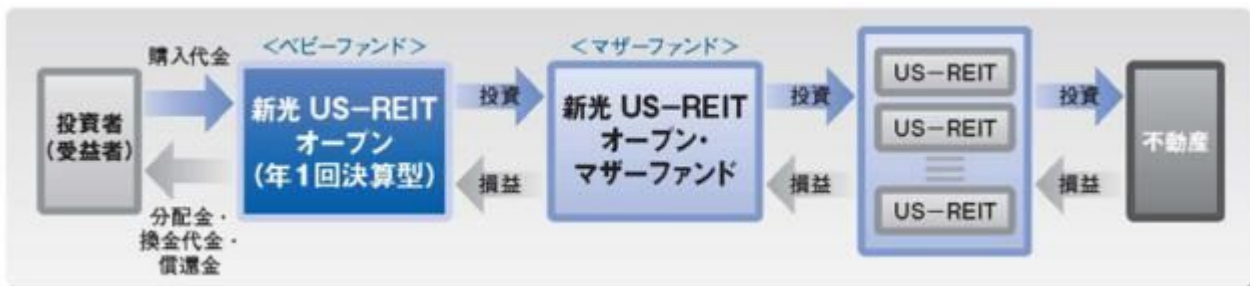 投資者
(受益者)
購入代金
分配金・
換金代金・
償還金
<ベビーファンド>
新光 US-REIT
オープン
(年1回決算型)
投資
損益
<マザーファンド>
新光 US-REIT
オープン・
マザーファンド
投資
損益
US-REIT
US-REIT
US-REIT
投資
損益
不動産